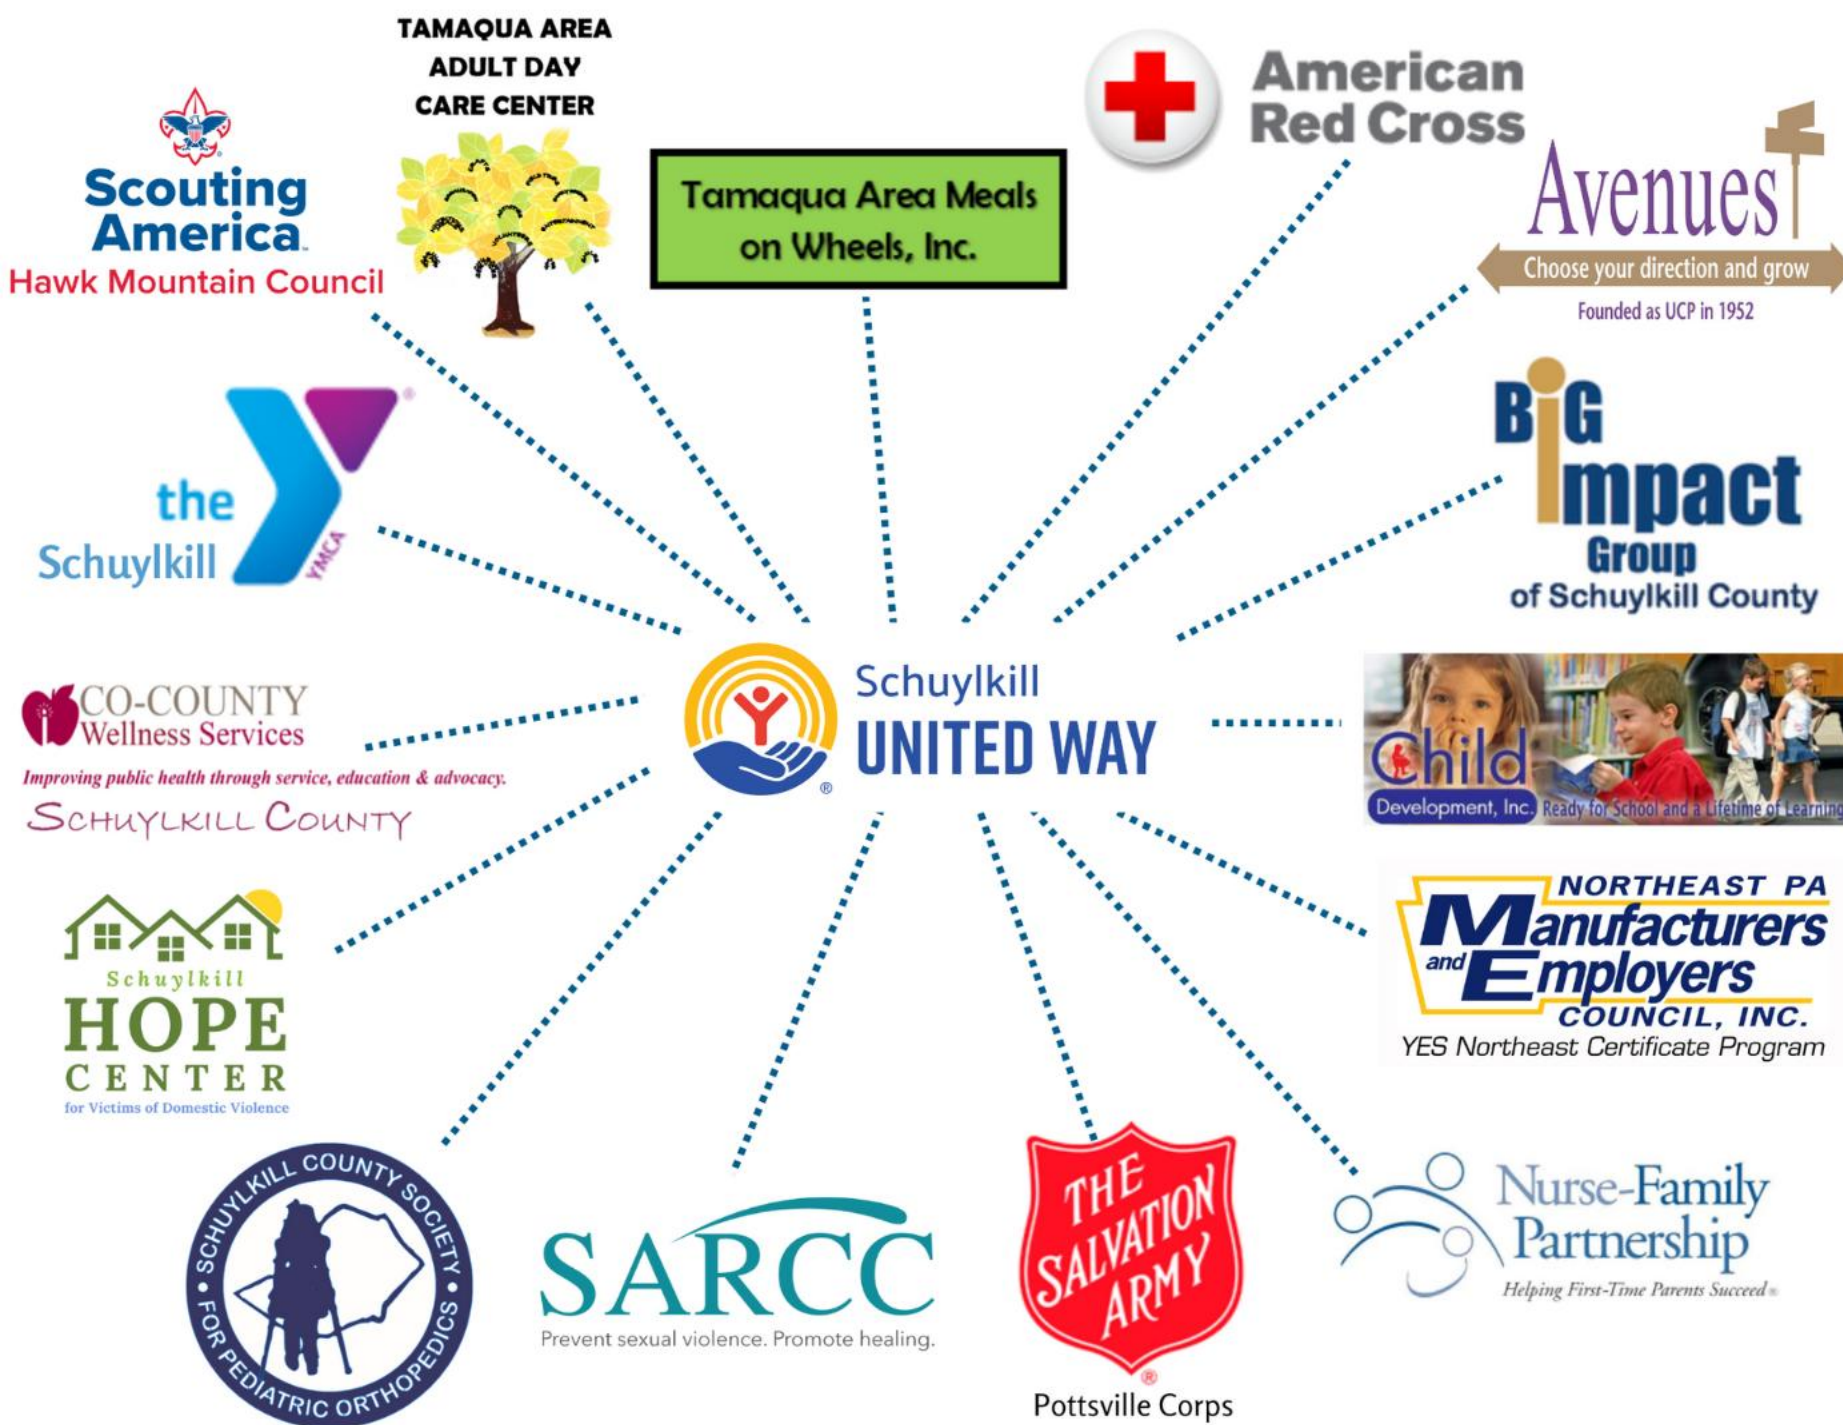 TAMAQUA AREA
ADULT DAY
CARE CENTER
American
Red Cross
Scouting
America
Hawk Mountain Council
Tamaqua Area Meals
on Wheels, Inc.
Avenues
Choose your direction and grow
Founded as UCP in 1952
the
Schuylkill
YMCA
BiG
impact
Group
of Schuylkill County
Schuylkill
UNITED WAY
CO-COUNTY
Wellness Services
Improving public health through service, education & advocacy.
SCHUYLKILL COUNTY
Child
Development, Inc. Ready for School and a Lifetime of Learning
Schuylkill
HOPE
CENTER
for Victims of Domestic Violence
NORTHEAST PA
Manufacturers
and Employers
COUNCIL, INC.
YES Northeast Certificate Program
SCHUYLKILL COUNTY SOCIETY •
FOR PEDIATRIC ORTHOPEDICS •
SARCC
Prevent sexual violence. Promote healing.
THE
SALVATION
ARMY
Pottsville Corps
Nurse-Family
Partnership
Helping First-Time Parents Succeed®